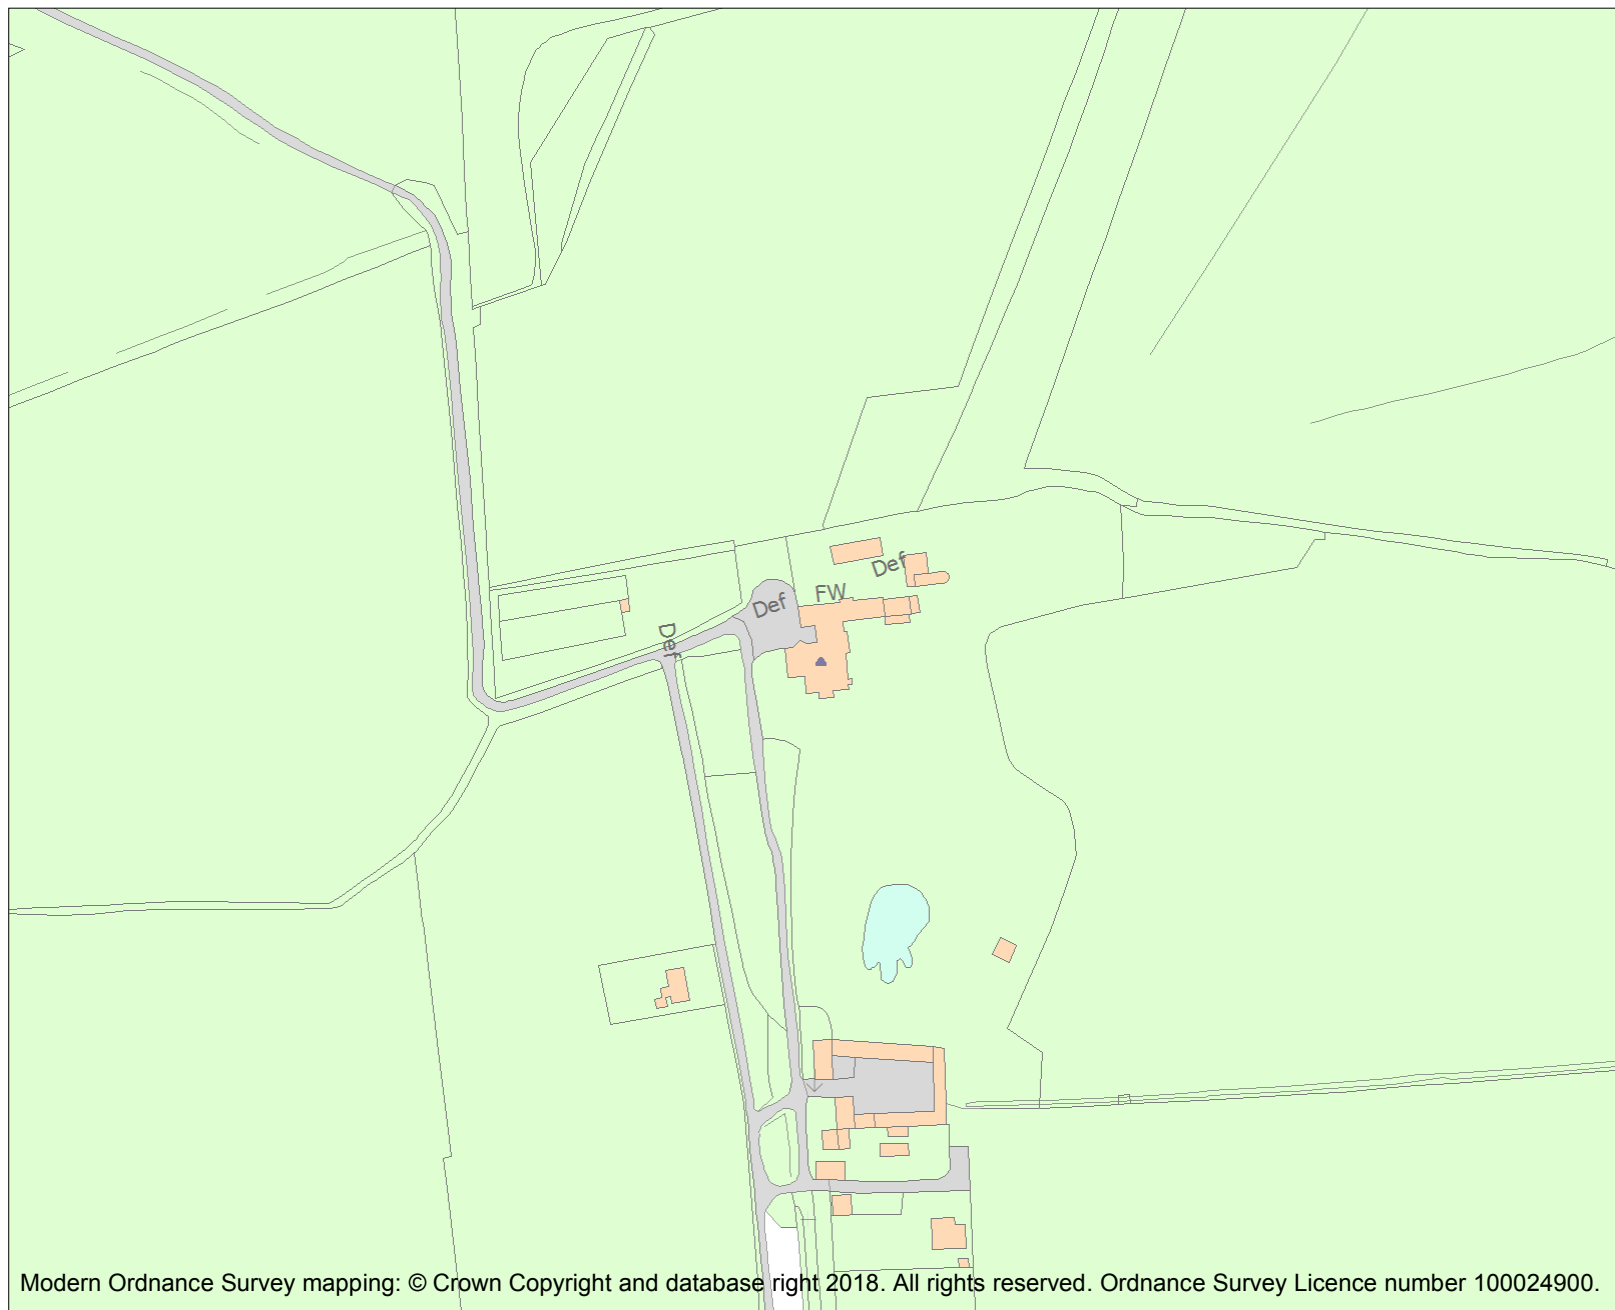 Def
FW
Def
Def
Modern Ordnance Survey mapping: © Crown Copyright and database right 2018. All rights reserved. Ordnance Survey Licence number 100024900.